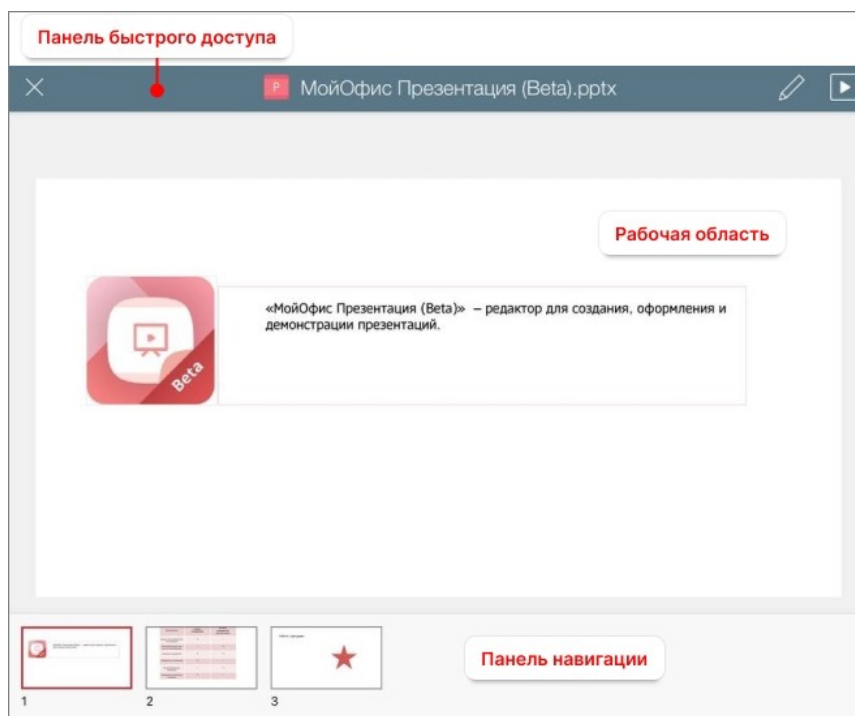 Панель быстрого доступа
P МойОфис Презентация (Beta).pptx
Рабочая область
«МойОфис Презентация (Beta)» – редактор для создания, оформления и
демонстрации презентаций.
Beta
Панель навигации
1 2 3